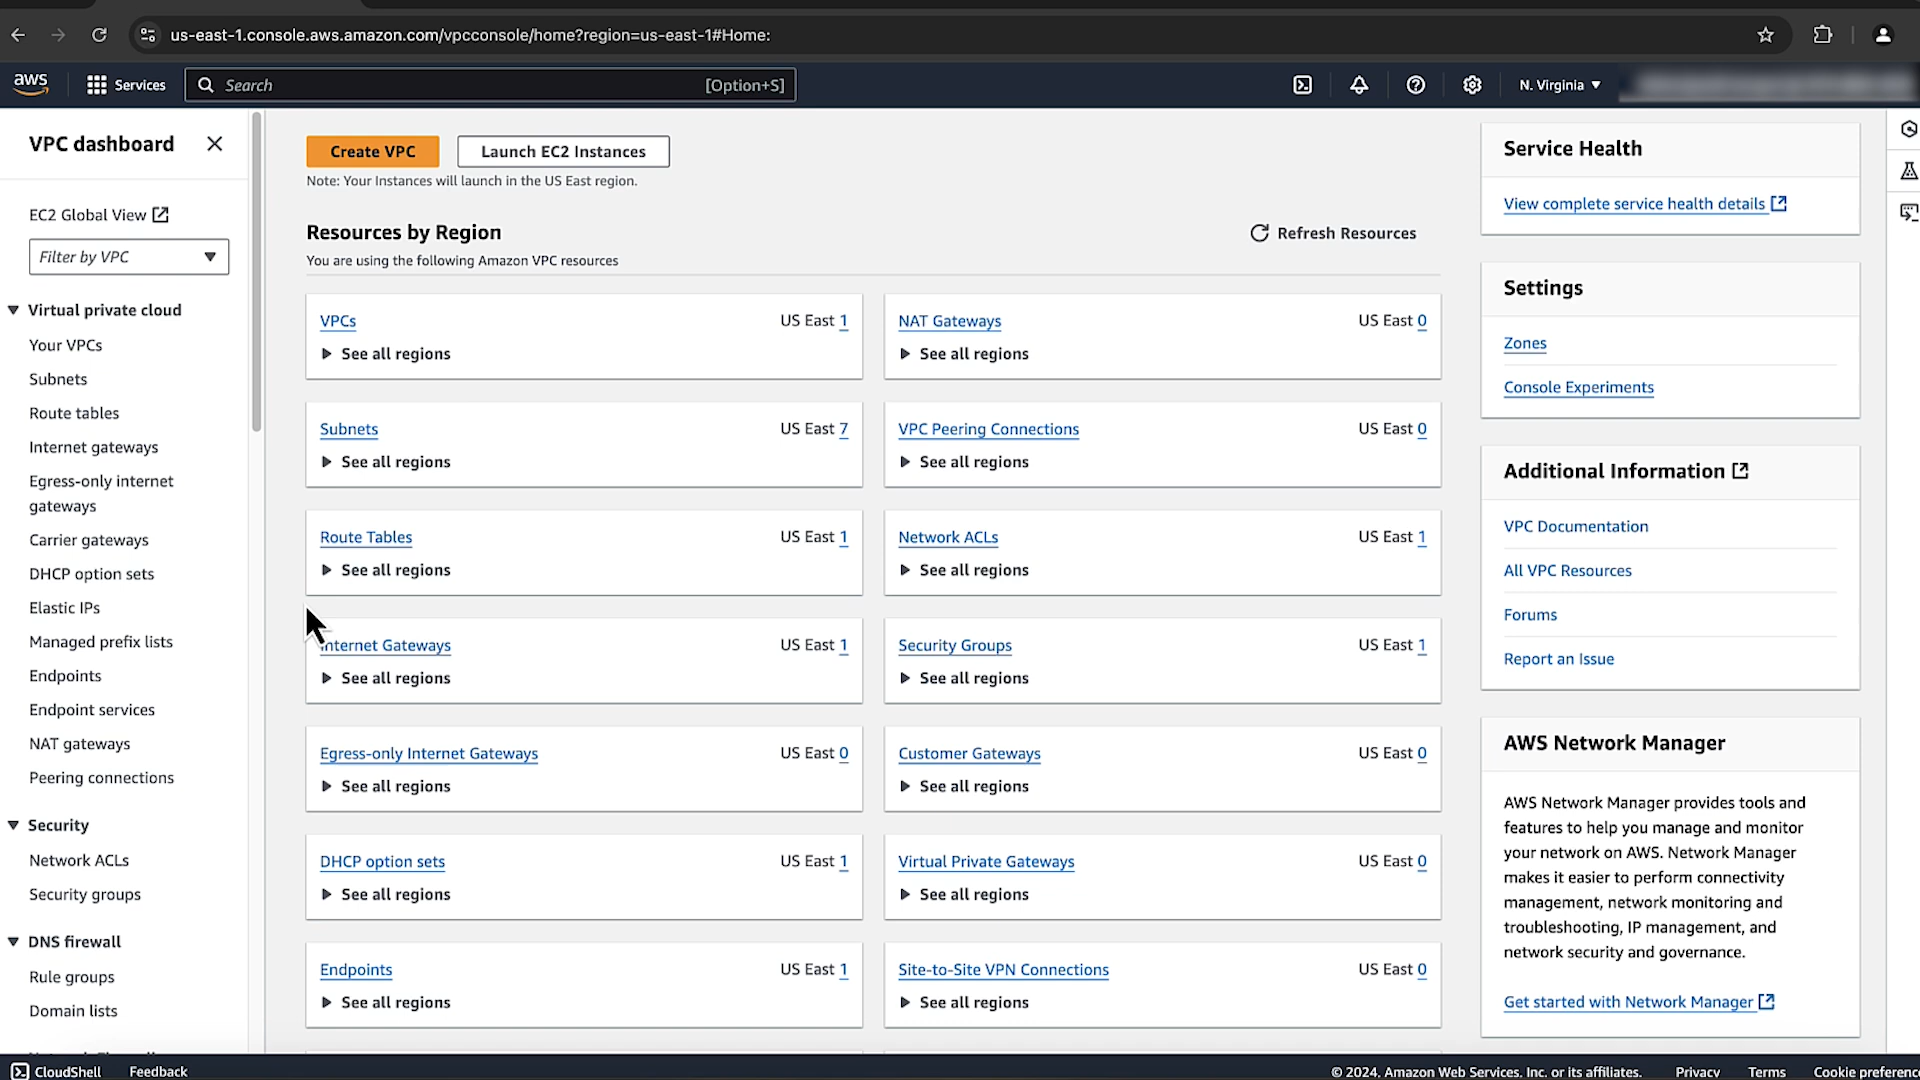 us-east-1.console.aws.amazon.com/vpcconsole/home?region=us-east-1#Home:
aws
Services
Search
[Option+S]
N. Virginia
VPC dashboard
EC2 Global View
Filter by VPC
Virtual private cloud
Your VPCs
Subnets
Route tables
Internet gateways
Egress-only internet
gateways
Carrier gateways
DHCP option sets
Elastic IPs
Managed prefix lists
Endpoints
Endpoint services
NAT gateways
Peering connections
Security
Network ACLs
Security groups
DNS firewall
Rule groups
Domain lists
Create VPC
Launch EC2 Instances
Note: Your Instances will launch in the US East region.
Resources by Region
Refresh Resources
You are using the following Amazon VPC resources
VPCs US East 1
See all regions
NAT Gateways US East 0
See all regions
Subnets US East 7
See all regions
VPC Peering Connections US East 0
See all regions
Route Tables US East 1
See all regions
Network ACLs US East 1
See all regions
Internet Gateways US East 1
See all regions
Security Groups US East 1
See all regions
Egress-only Internet Gateways US East 0
See all regions
Customer Gateways US East 0
See all regions
DHCP option sets US East 1
See all regions
Virtual Private Gateways US East 0
See all regions
Endpoints US East 1
See all regions
Site-to-Site VPN Connections US East 0
See all regions
Service Health
View complete service health details
Settings
Zones
Console Experiments
Additional Information
VPC Documentation
All VPC Resources
Forums
Report an Issue
AWS Network Manager
AWS Network Manager provides tools and
features to help you manage and monitor
your network on AWS. Network Manager
makes it easier to perform connectivity
management, network monitoring and
troubleshooting, IP management, and
network security and governance.
Get started with Network Manager
CloudShell
Feedback
© 2024, Amazon Web Services, Inc. or its affiliates.
Privacy
Terms
Cookie preference